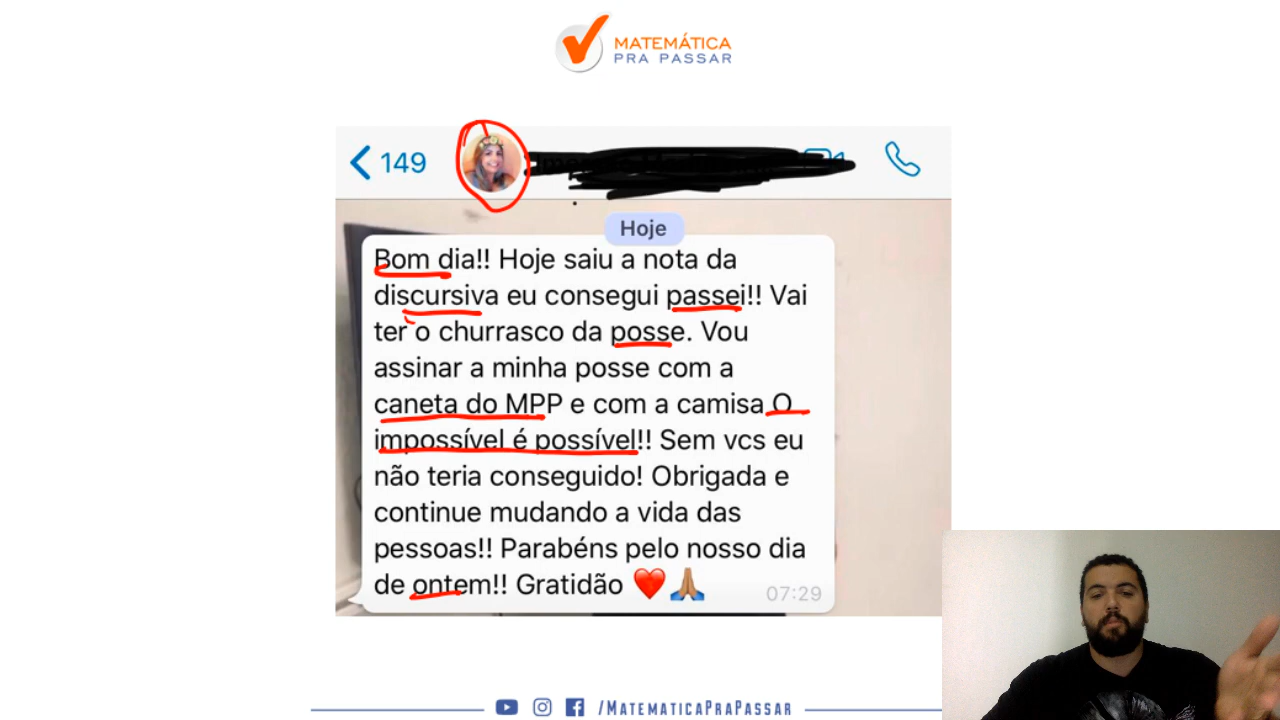 MATEMÁTICA
PRA PASSAR
149
Hoje
Bom dia!! Hoje saiu a nota da
discursiva eu consegui passei!! Vai
ter o churrasco da posse. Vou
assinar a minha posse com a
caneta do MPP e com a camisa O
impossível é possível!! Sem vcs eu
não teria conseguido! Obrigada e
continue mudando a vida das
pessoas!! Parabéns pelo nosso dia
de ontem!! Gratidão ❤️🙏🏽
07:29
/MATEMATICAPRAPASSAR